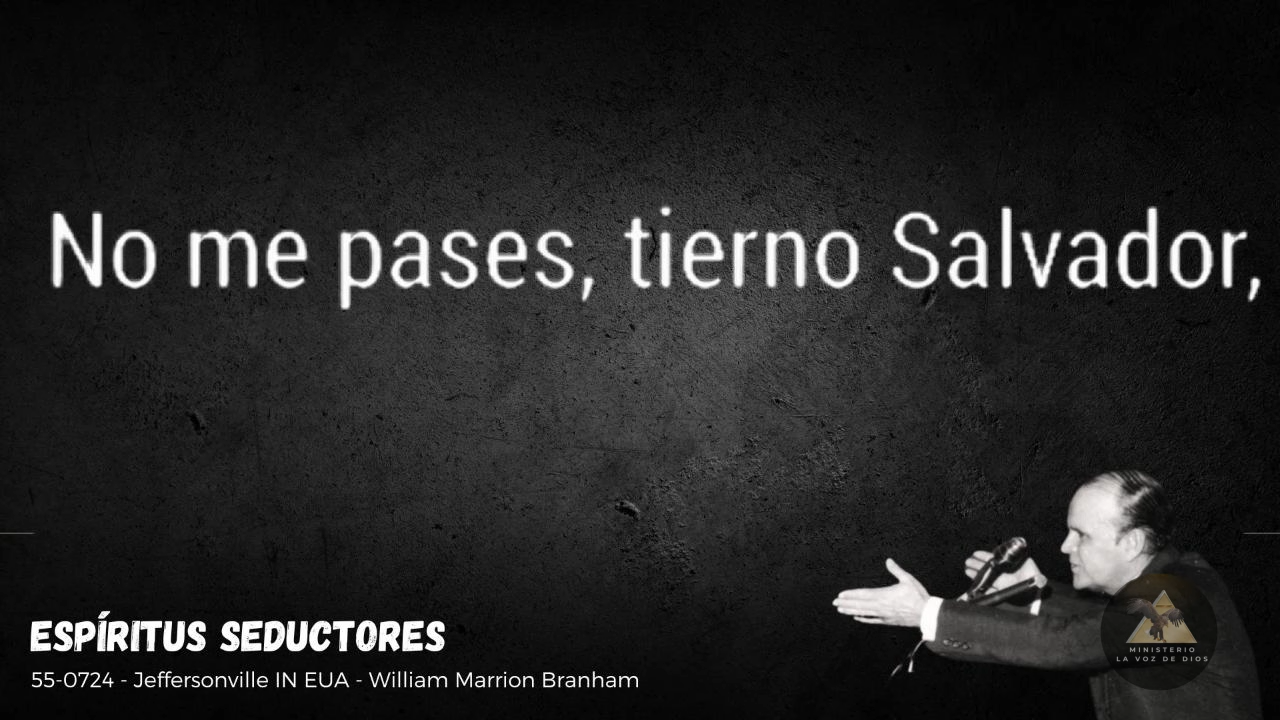 No me pases, tierno Salvador,
ESPÍRITUS SEDUCTORES
55-0724 - Jeffersonville IN EUA - William Marrion Branham
MINISTERIO
LA VOZ DE DIOS